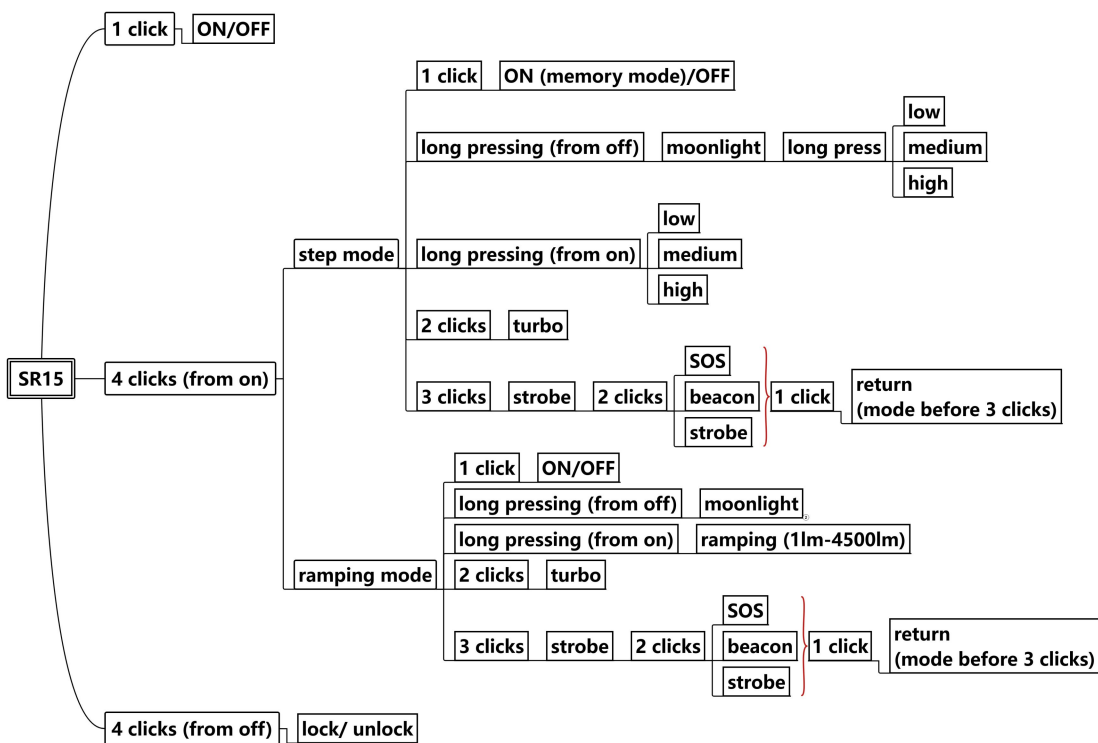 SR15
1 click
ON/OFF
4 clicks (from on)
step mode
1 click
ON (memory mode)/OFF
long pressing (from off)
moonlight
long press
low
medium
high
long pressing (from on)
low
medium
high
2 clicks
turbo
3 clicks
strobe
2 clicks
SOS
beacon
strobe
1 click
return
(mode before 3 clicks)
ramping mode
1 click
ON/OFF
long pressing (from off)
moonlight
long pressing (from on)
ramping (1lm-4500lm)
2 clicks
turbo
3 clicks
strobe
2 clicks
SOS
beacon
strobe
1 click
return
(mode before 3 clicks)
4 clicks (from off)
lock/ unlock